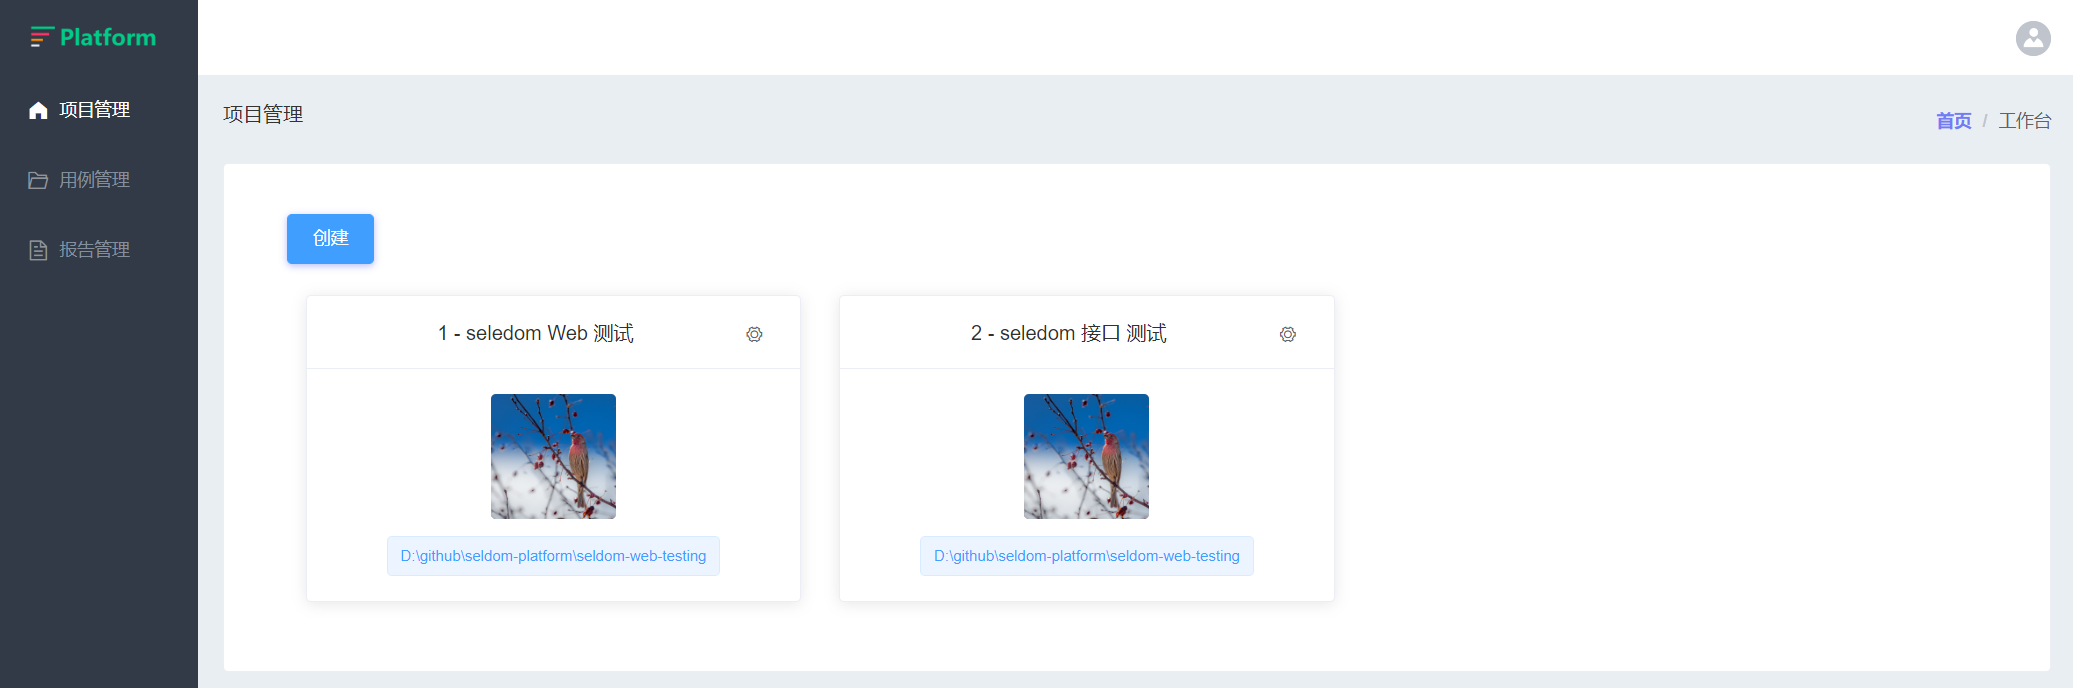 Platform
项目管理
用例管理
报告管理
项目管理
首页 / 工作台
创建
1 - seledom Web 测试
D:\github\seldom-platform\seldom-web-testing
2 - seledom 接口 测试
D:\github\seldom-platform\seldom-web-testing